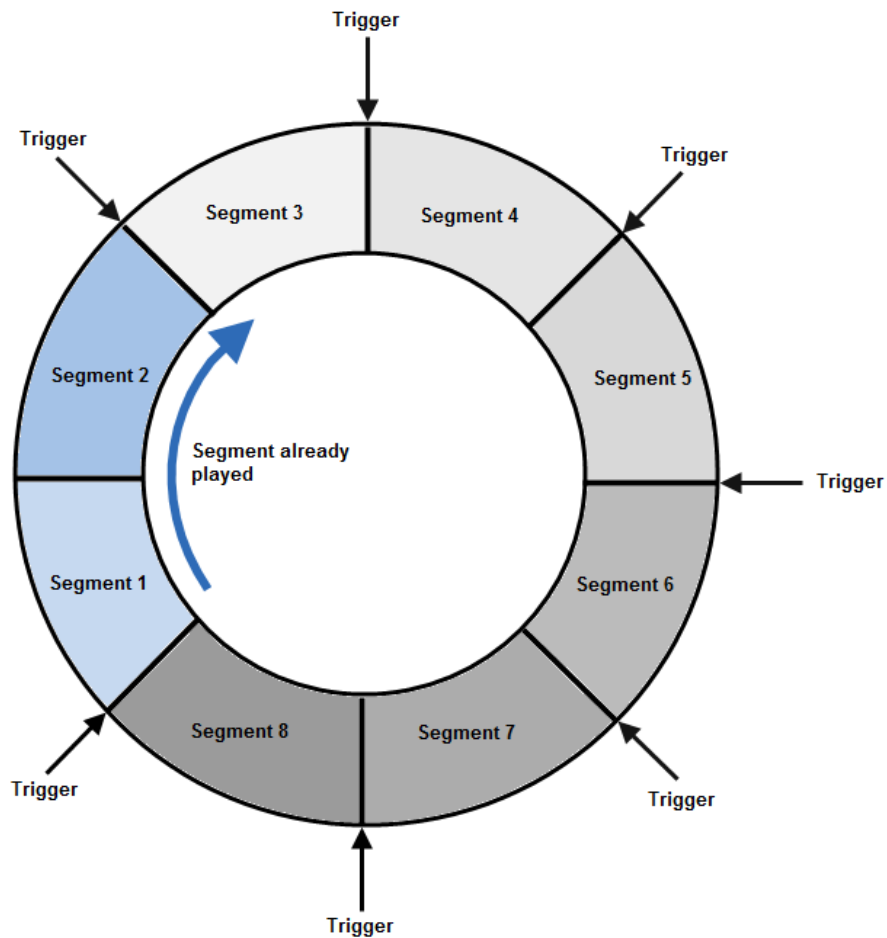 Trigger
Trigger
Trigger
Segment 3
Segment 4
Segment 2
Segment 5
Segment already
played
Trigger
Segment 1
Segment 6
Segment 8
Segment 7
Trigger
Trigger
Trigger